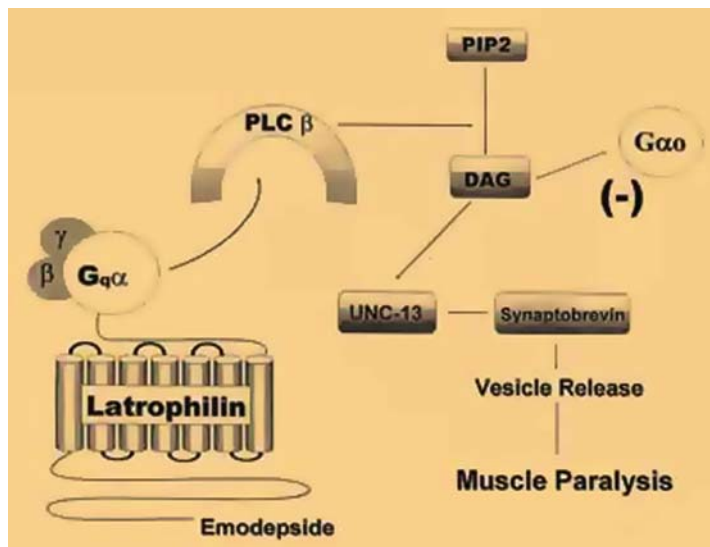 PIP2
PLC β
Gαo
DAG
(-)
γ
β
Gqα
UNC-13
Synaptobrevin
Latrophilin
Vesicle Release
Muscle Paralysis
Emodepside